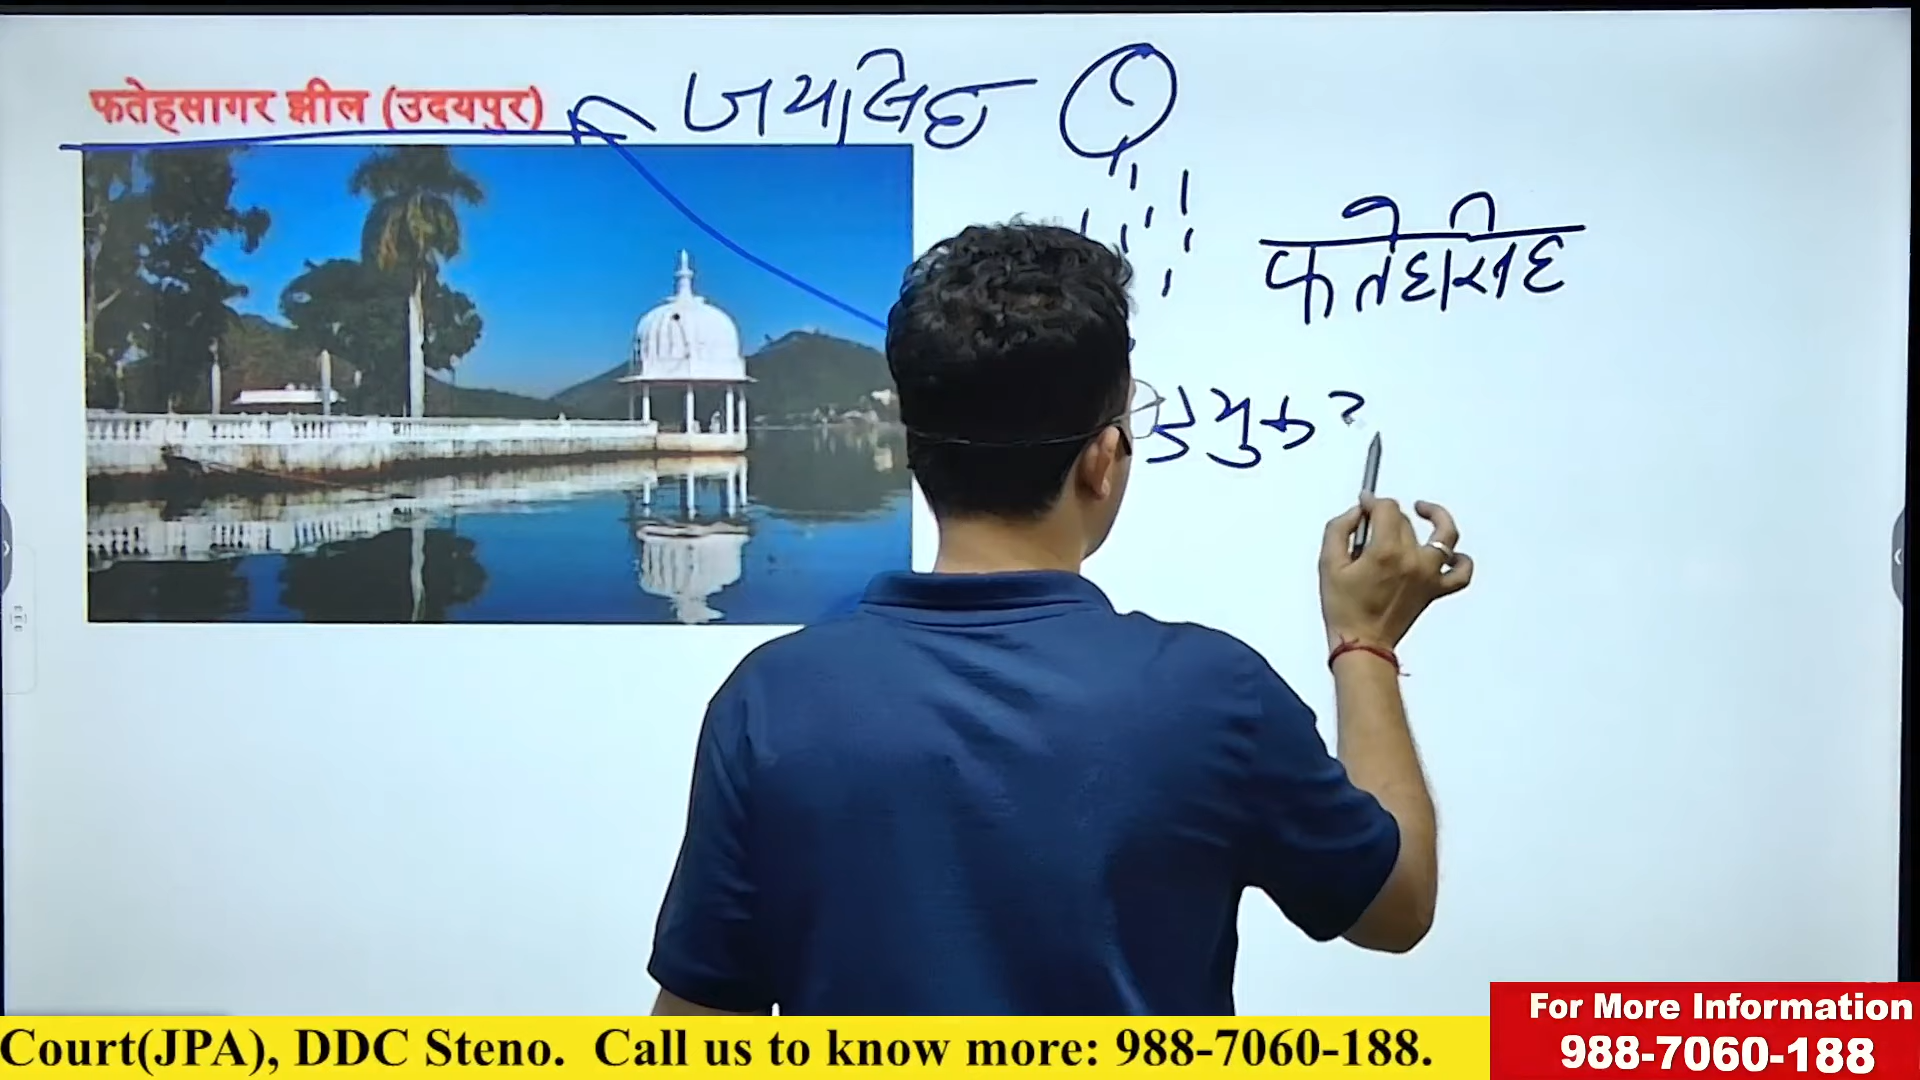 फतेहसागर झील (उदयपुर)
जयसिंह
फतेहसिंह
Court(JPA), DDC Steno. Call us to know more: 988-7060-188.
For More Information
988-7060-188